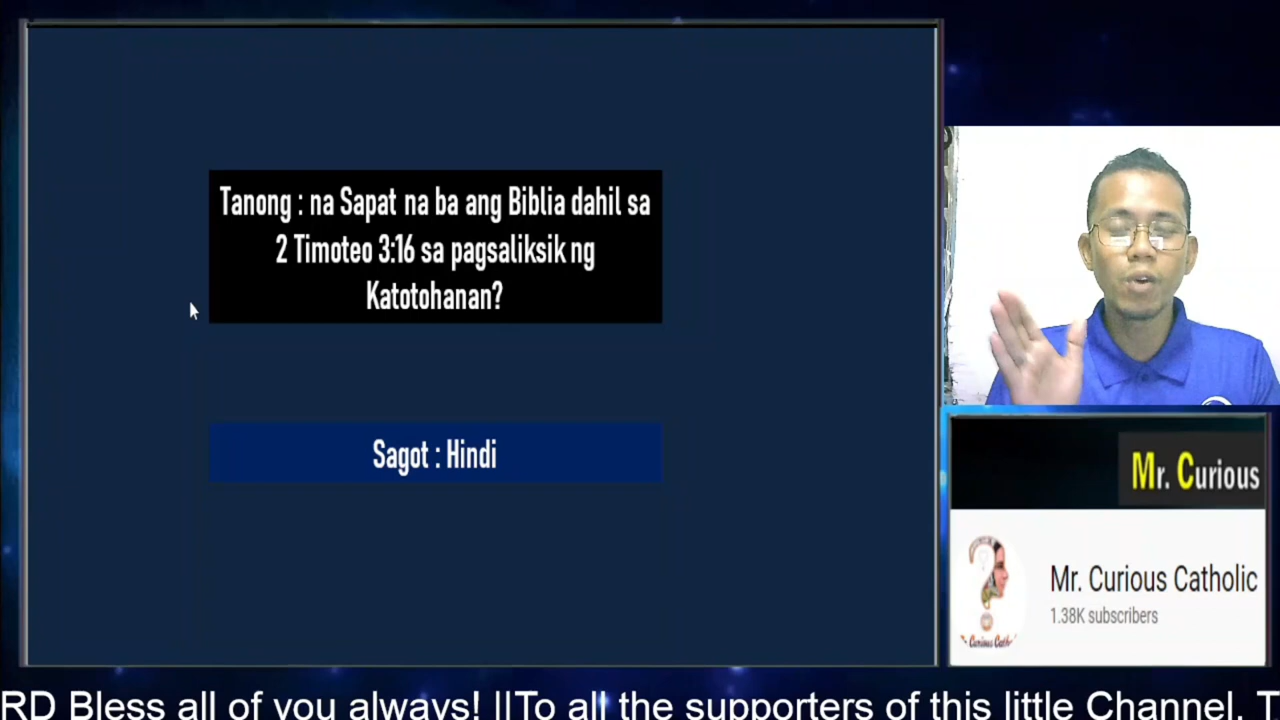 Tanong : na Sapat na ba ang Biblia dahil sa
2 Timoteo 3:16 sa pagsaliksik ng
Katotohanan?
Sagot : Hindi
Mr. Curious
Mr. Curious Catholic
1.38K subscribers
Curious Cath
RD Bless all of you always! ||To all the supporters of this little Channel. T